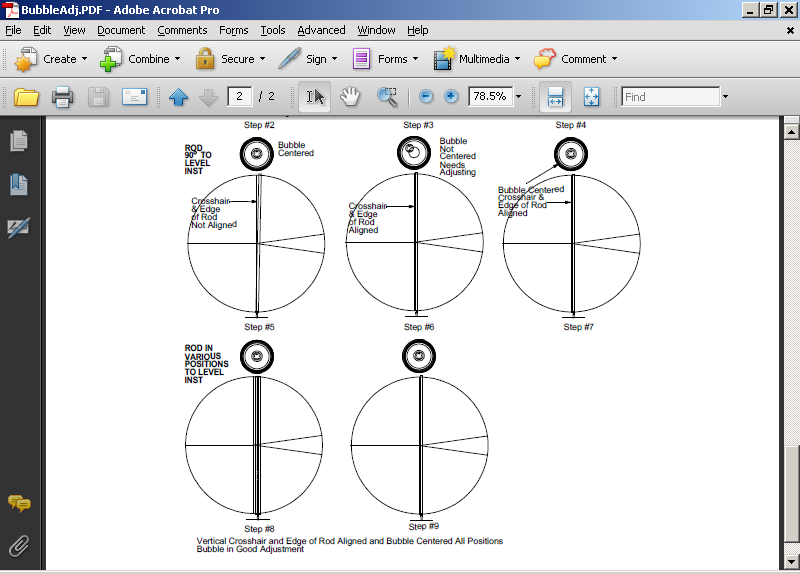 BubbleAdj.PDF - Adobe Acrobat Pro
File Edit View Document Comments Forms Tools Advanced Window Help
Create Combine Secure Sign Forms Multimedia Comment
2 / 2 78.5% Find
Step #2 Step #3 Step #4
ROD
90° TO
LEVEL
INST
Bubble
Centered
Bubble
Not
Centered
Needs
Adjusting
Crosshair
& Edge
of Rod
Not Aligned
Crosshair
& Edge
of Rod
Aligned
Bubble Centered
Crosshair &
Edge of Rod
Aligned
Step #5 Step #6 Step #7
ROD IN
VARIOUS
POSITIONS
TO LEVEL
INST
Step #8 Step #9
Vertical Crosshair and Edge of Rod Aligned and Bubble Centered All Positions
Bubble in Good Adjustment